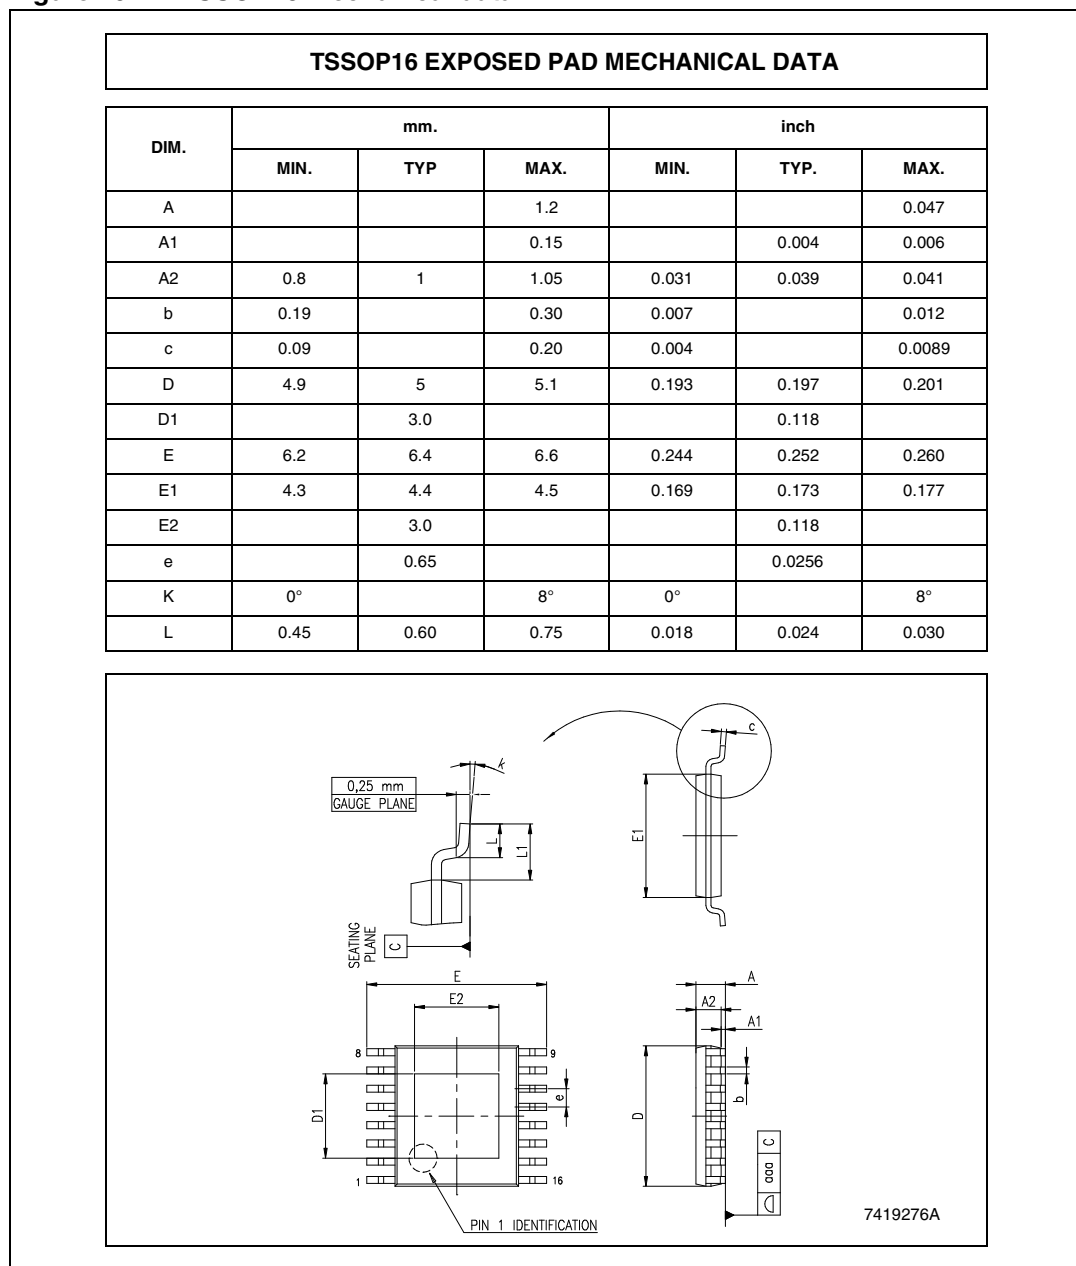 TSSOP16 EXPOSED PAD MECHANICAL DATA
DIM. mm. inch
MIN. TYP MAX. MIN. TYP. MAX.
A 1.2 0.047
A1 0.15 0.004 0.006
A2 0.8 1 1.05 0.031 0.039 0.041
b 0.19 0.30 0.007 0.012
c 0.09 0.20 0.004 0.0089
D 4.9 5 5.1 0.193 0.197 0.201
D1 3.0 0.118
E 6.2 6.4 6.6 0.244 0.252 0.260
E1 4.3 4.4 4.5 0.169 0.173 0.177
E2 3.0 0.118
e 0.65 0.0256
K 0° 8° 0° 8°
L 0.45 0.60 0.75 0.018 0.024 0.030
c
k
0,25 mm
GAUGE PLANE
L
L1
E1
SEATING
PLANE
C
E
E2
A
A2
A1
8
9
D1
e
D
b
1
16
PIN 1 IDENTIFICATION
aaa C
7419276A